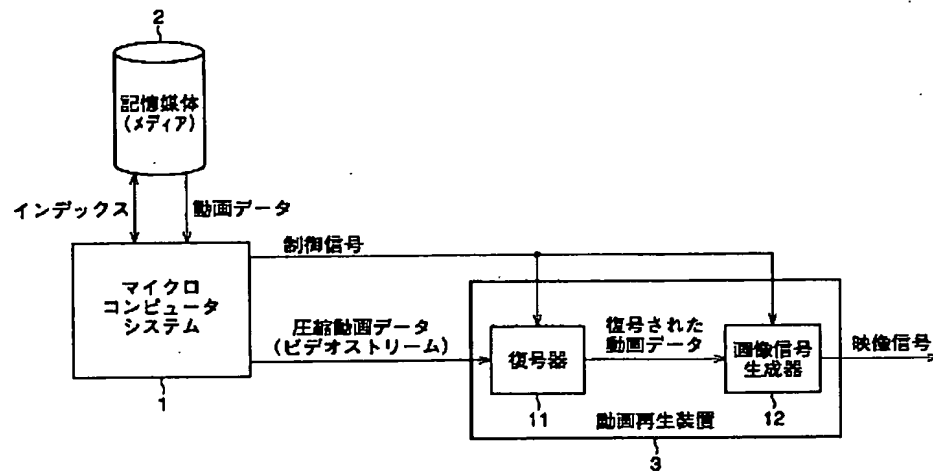 2
記憶媒体
(メディア)
インデックス
動画データ
制御信号
マイクロ
コンピュータ
システム
1
圧縮動画データ
(ビデオストリーム)
復号器
11
復号された
動画データ
画像信号
生成器
12
映像信号
動画再生装置
3